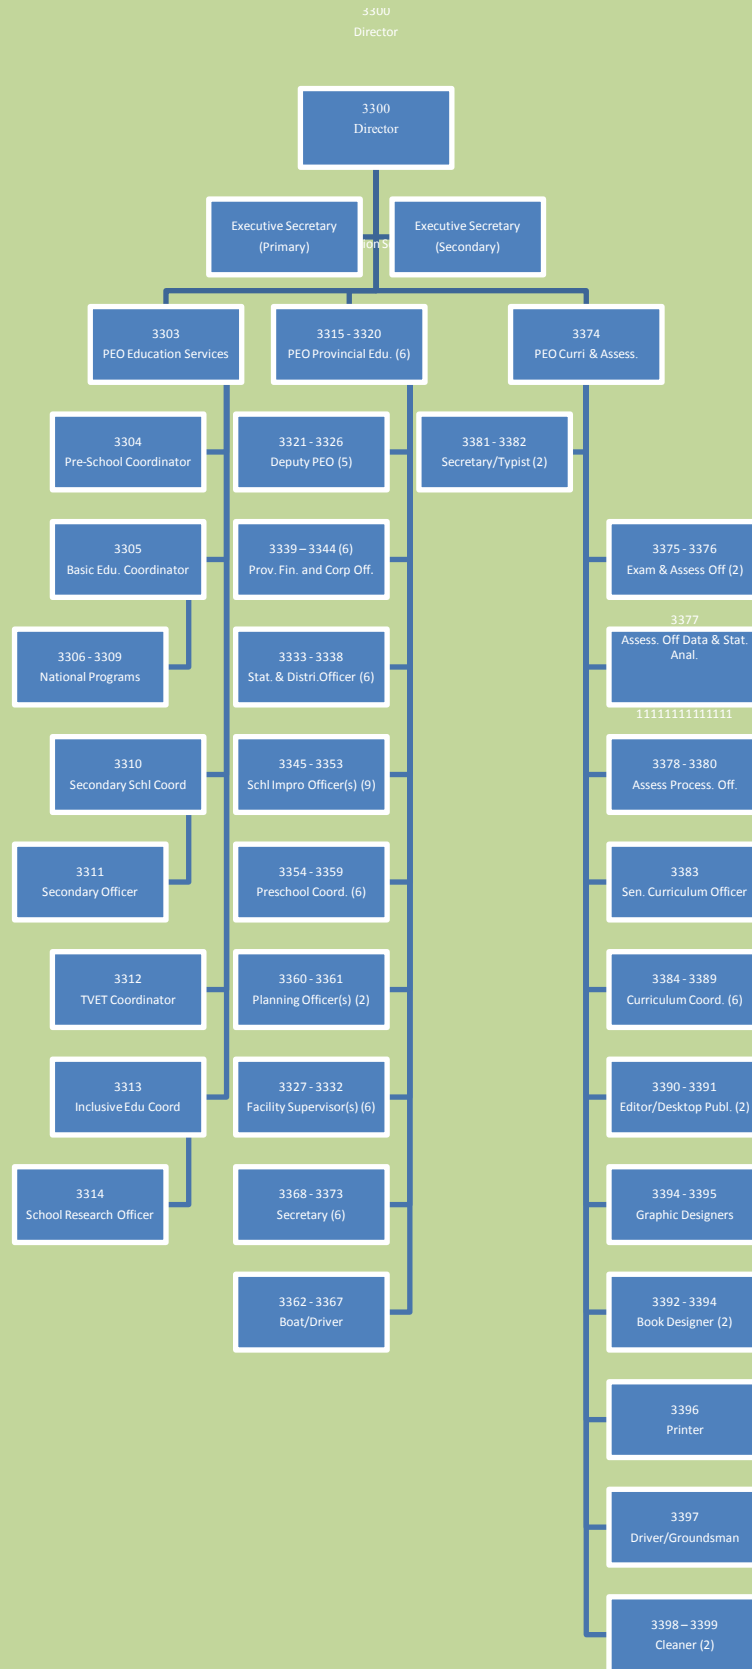 3300
Director
3300
Director
Executive Secretary
(Primary)
Executive Secretary
(Secondary)
3303
PEO Education Services
3315 - 3320
PEO Provincial Edu. (6)
3374
PEO Curri & Assess.
3304
Pre-School Coordinator
3321 - 3326
Deputy PEO (5)
3381 - 3382
Secretary/Typist (2)
3305
Basic Edu. Coordinator
3339 – 3344 (6)
Prov. Fin. and Corp Off.
3375 - 3376
Exam & Assess Off (2)
3306 - 3309
National Programs
3333 - 3338
Stat. & Distri.Officer (6)
3377
Assess. Off Data & Stat.
Anal.
11111111111111
3310
Secondary Schl Coord
3345 - 3353
Schl Impro Officer(s) (9)
3378 - 3380
Assess Process. Off.
3311
Secondary Officer
3354 - 3359
Preschool Coord. (6)
3383
Sen. Curriculum Officer
3312
TVET Coordinator
3360 - 3361
Planning Officer(s) (2)
3384 - 3389
Curriculum Coord. (6)
3313
Inclusive Edu Coord
3327 - 3332
Facility Supervisor(s) (6)
3390 - 3391
Editor/Desktop Publ. (2)
3314
School Research Officer
3368 - 3373
Secretary (6)
3394 - 3395
Graphic Designers
3362 - 3367
Boat/Driver
3392 - 3394
Book Designer (2)
3396
Printer
3397
Driver/Groundsman
3398 – 3399
Cleaner (2)